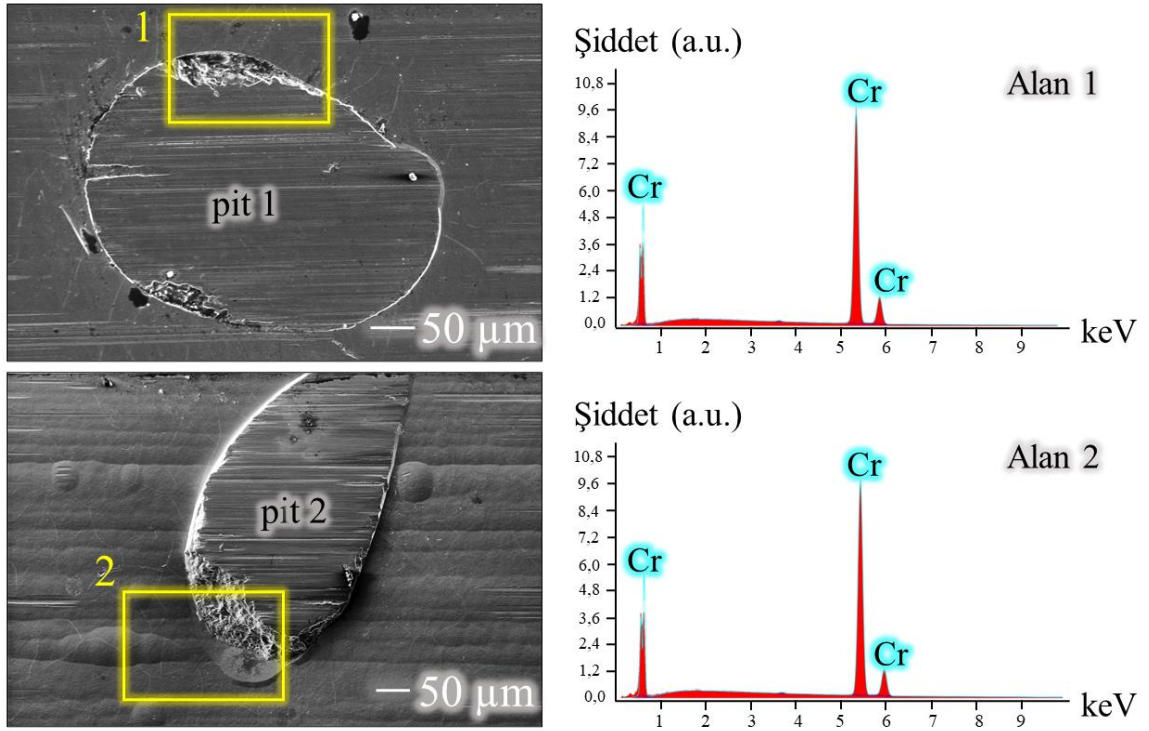 1
pit 1
50 µm
Şiddet (a.u.)
Alan 1
10,8
9,6
8,4
7,2
6,0
4,8
3,6
2,4
1,2
0,0
Cr
Cr
Cr
1 2 3 4 5 6 7 8 9
keV
2
pit 2
50 µm
Şiddet (a.u.)
Alan 2
10,8
9,6
8,4
7,2
6,0
4,8
3,6
2,4
1,2
0,0
Cr
Cr
Cr
1 2 3 4 5 6 7 8 9
keV